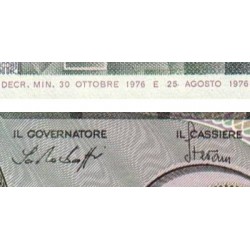 DECR. MIN. 30 OTTOBRE 1976 E 25 AGOSTO 1976
IL GOVERNATORE IL CASSIERE